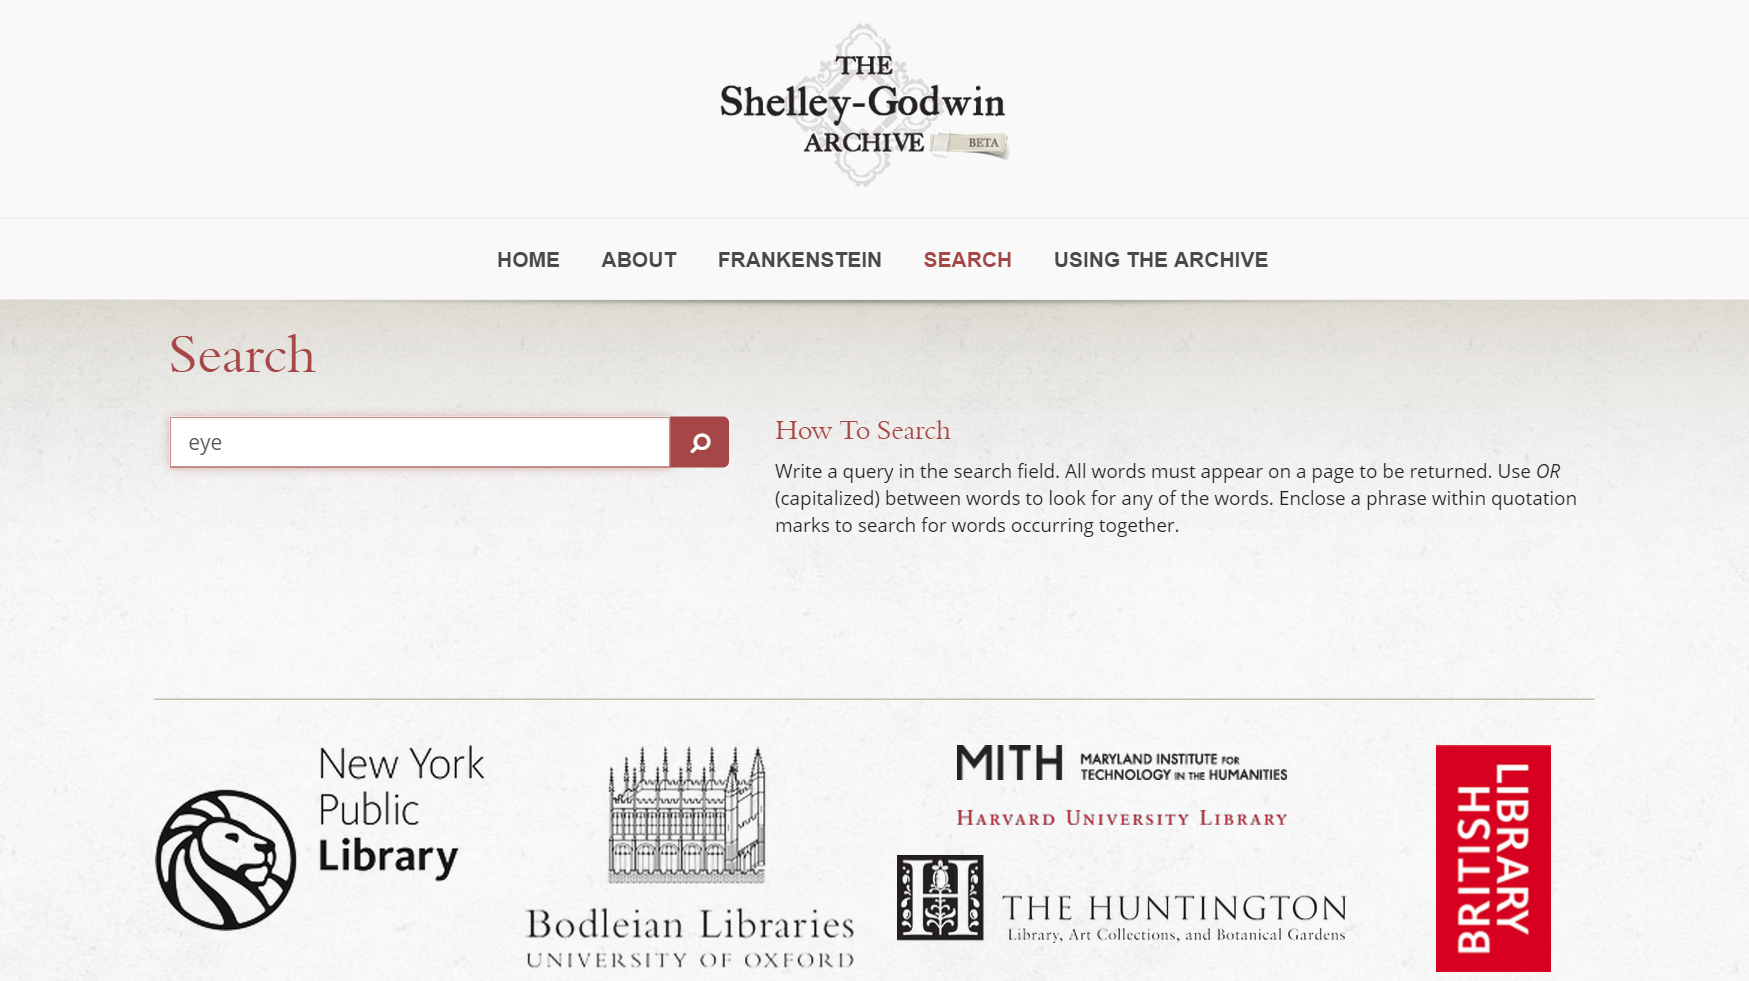 THE
Shelley-Godwin
ARCHIVE BETA
HOME ABOUT FRANKENSTEIN SEARCH USING THE ARCHIVE
Search
eye
How To Search
Write a query in the search field. All words must appear on a page to be returned. Use OR
(capitalized) between words to look for any of the words. Enclose a phrase within quotation
marks to search for words occurring together.
New York
Public
Library
Bodleian Libraries
UNIVERSITY OF OXFORD
MITH MARYLAND INSTITUTE FOR
TECHNOLOGY IN THE HUMANITIES
HARVARD UNIVERSITY LIBRARY
H
THE HUNTINGTON
Library, Art Collections, and Botanical Gardens
BRITISH
LIBRARY